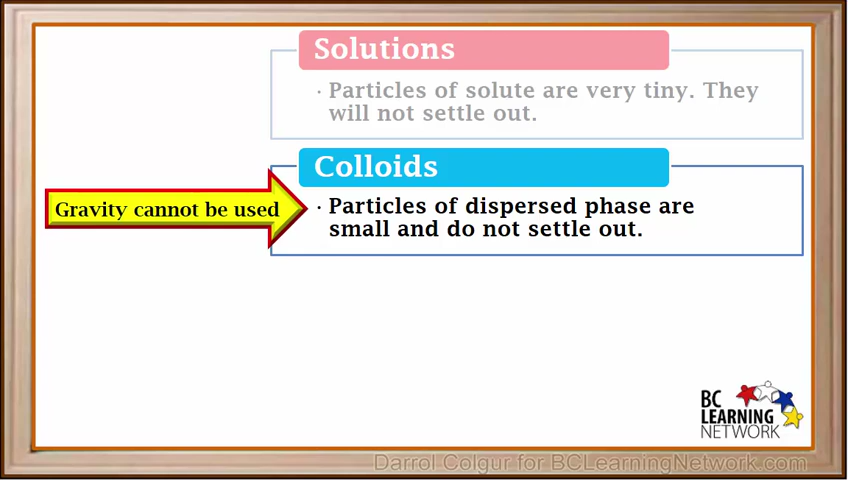 Solutions
· Particles of solute are very tiny. They
will not settle out.
Colloids
Gravity cannot be used
· Particles of dispersed phase are
small and do not settle out.
BC
LEARNING
NETWORK
Darrol Colgur for BCLearningNetwork.com